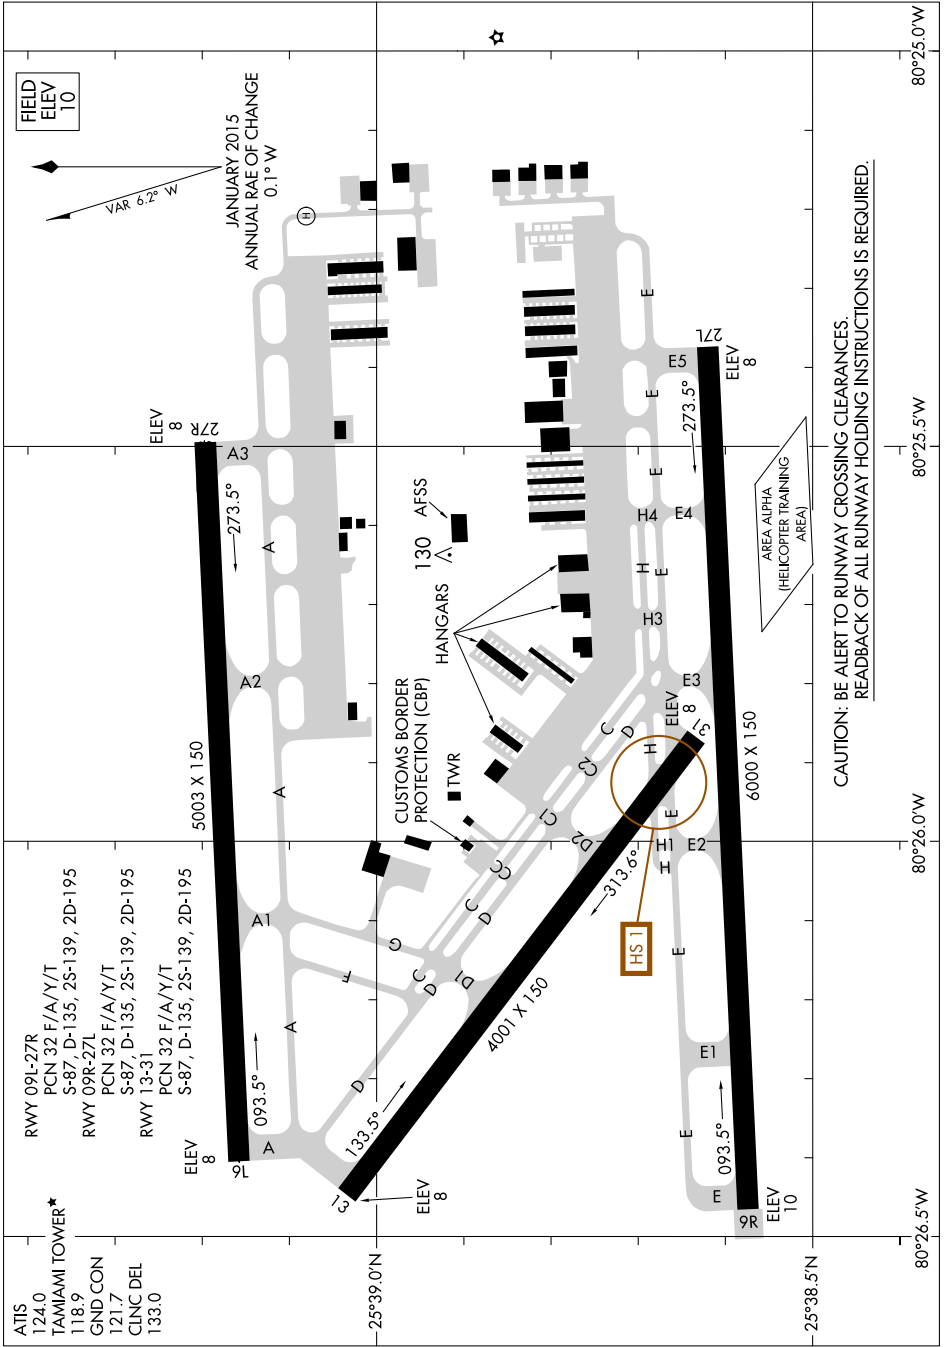 ATIS
124.0
TAMIAMI TOWER★
118.9
GND CON
121.7
CLNC DEL
133.0
RWY 09L-27R
PCN 32 F/A/Y/T
S-87, D-135, 2S-139, 2D-195
RWY 09R-27L
PCN 32 F/A/Y/T
S-87, D-135, 2S-139, 2D-195
RWY 13-31
PCN 32 F/A/Y/T
S-87, D-135, 2S-139, 2D-195
FIELD
ELEV
10
VAR 6.2° W
JANUARY 2015
ANNUAL RAE OF CHANGE
0.1° W
ELEV
8
9L
093.5°
A
A
A1
5003 X 150
A
A2
A
273.5°
A3
27R
ELEV
8
H
13
ELEV
8
133.5°
D
F
G
C
D
D1
4001 X 150
C
D
CC
C1
D2
C2
C
D
313.6°
31
ELEV
8
HS 1
CUSTOMS BORDER
PROTECTION (CBP)
TWR
HANGARS
130
AFSS
9R
ELEV
10
E
093.5°
E
E1
E
H
H1
E2
E
H
E3
H3
H
E
H4
E4
E
E
E5
E
273.5°
27L
ELEV
8
6000 X 150
AREA ALPHA
(HELICOPTER TRAINING
AREA)
CAUTION: BE ALERT TO RUNWAY CROSSING CLEARANCES.
READBACK OF ALL RUNWAY HOLDING INSTRUCTIONS IS REQUIRED.
25°39.0'N
25°38.5'N
80°26.5'W
80°26.0'W
80°25.5'W
80°25.0'W